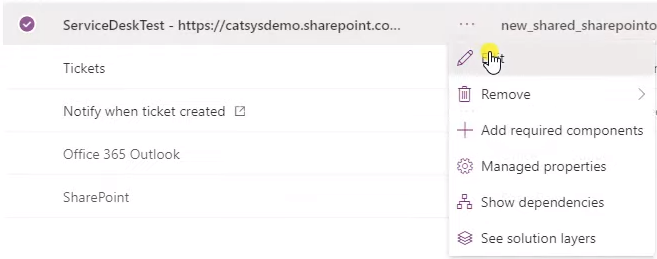 ServiceDeskTest - https://catsysdemo.sharepoint.co... ... new_shared_sharepointo
Tickets
Notify when ticket created
Office 365 Outlook
SharePoint
Remove
Add required components
Managed properties
Show dependencies
See solution layers